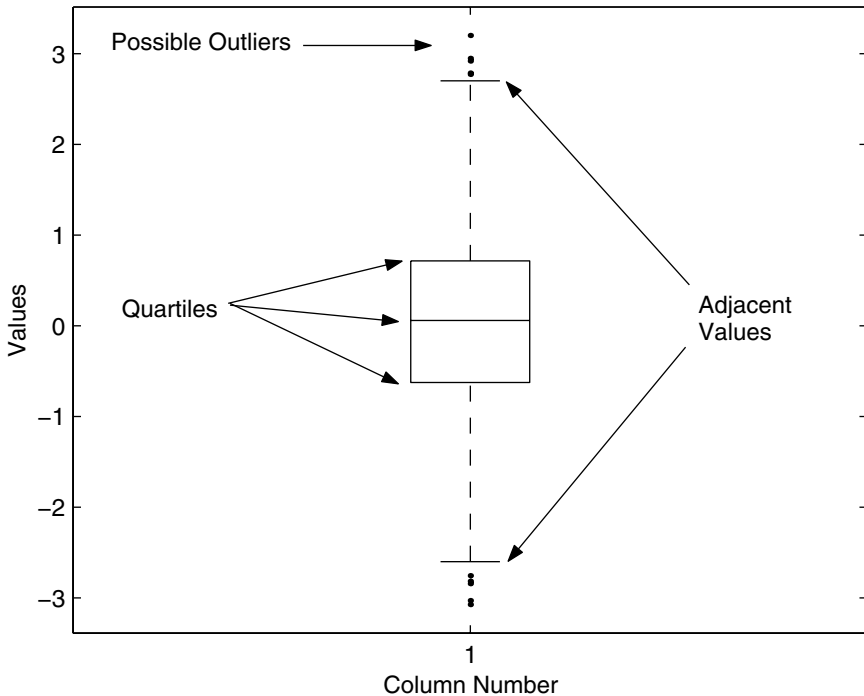 Possible Outliers
3
2
1
0
−1
−2
−3
Values
Quartiles
Adjacent
Values
1
Column Number